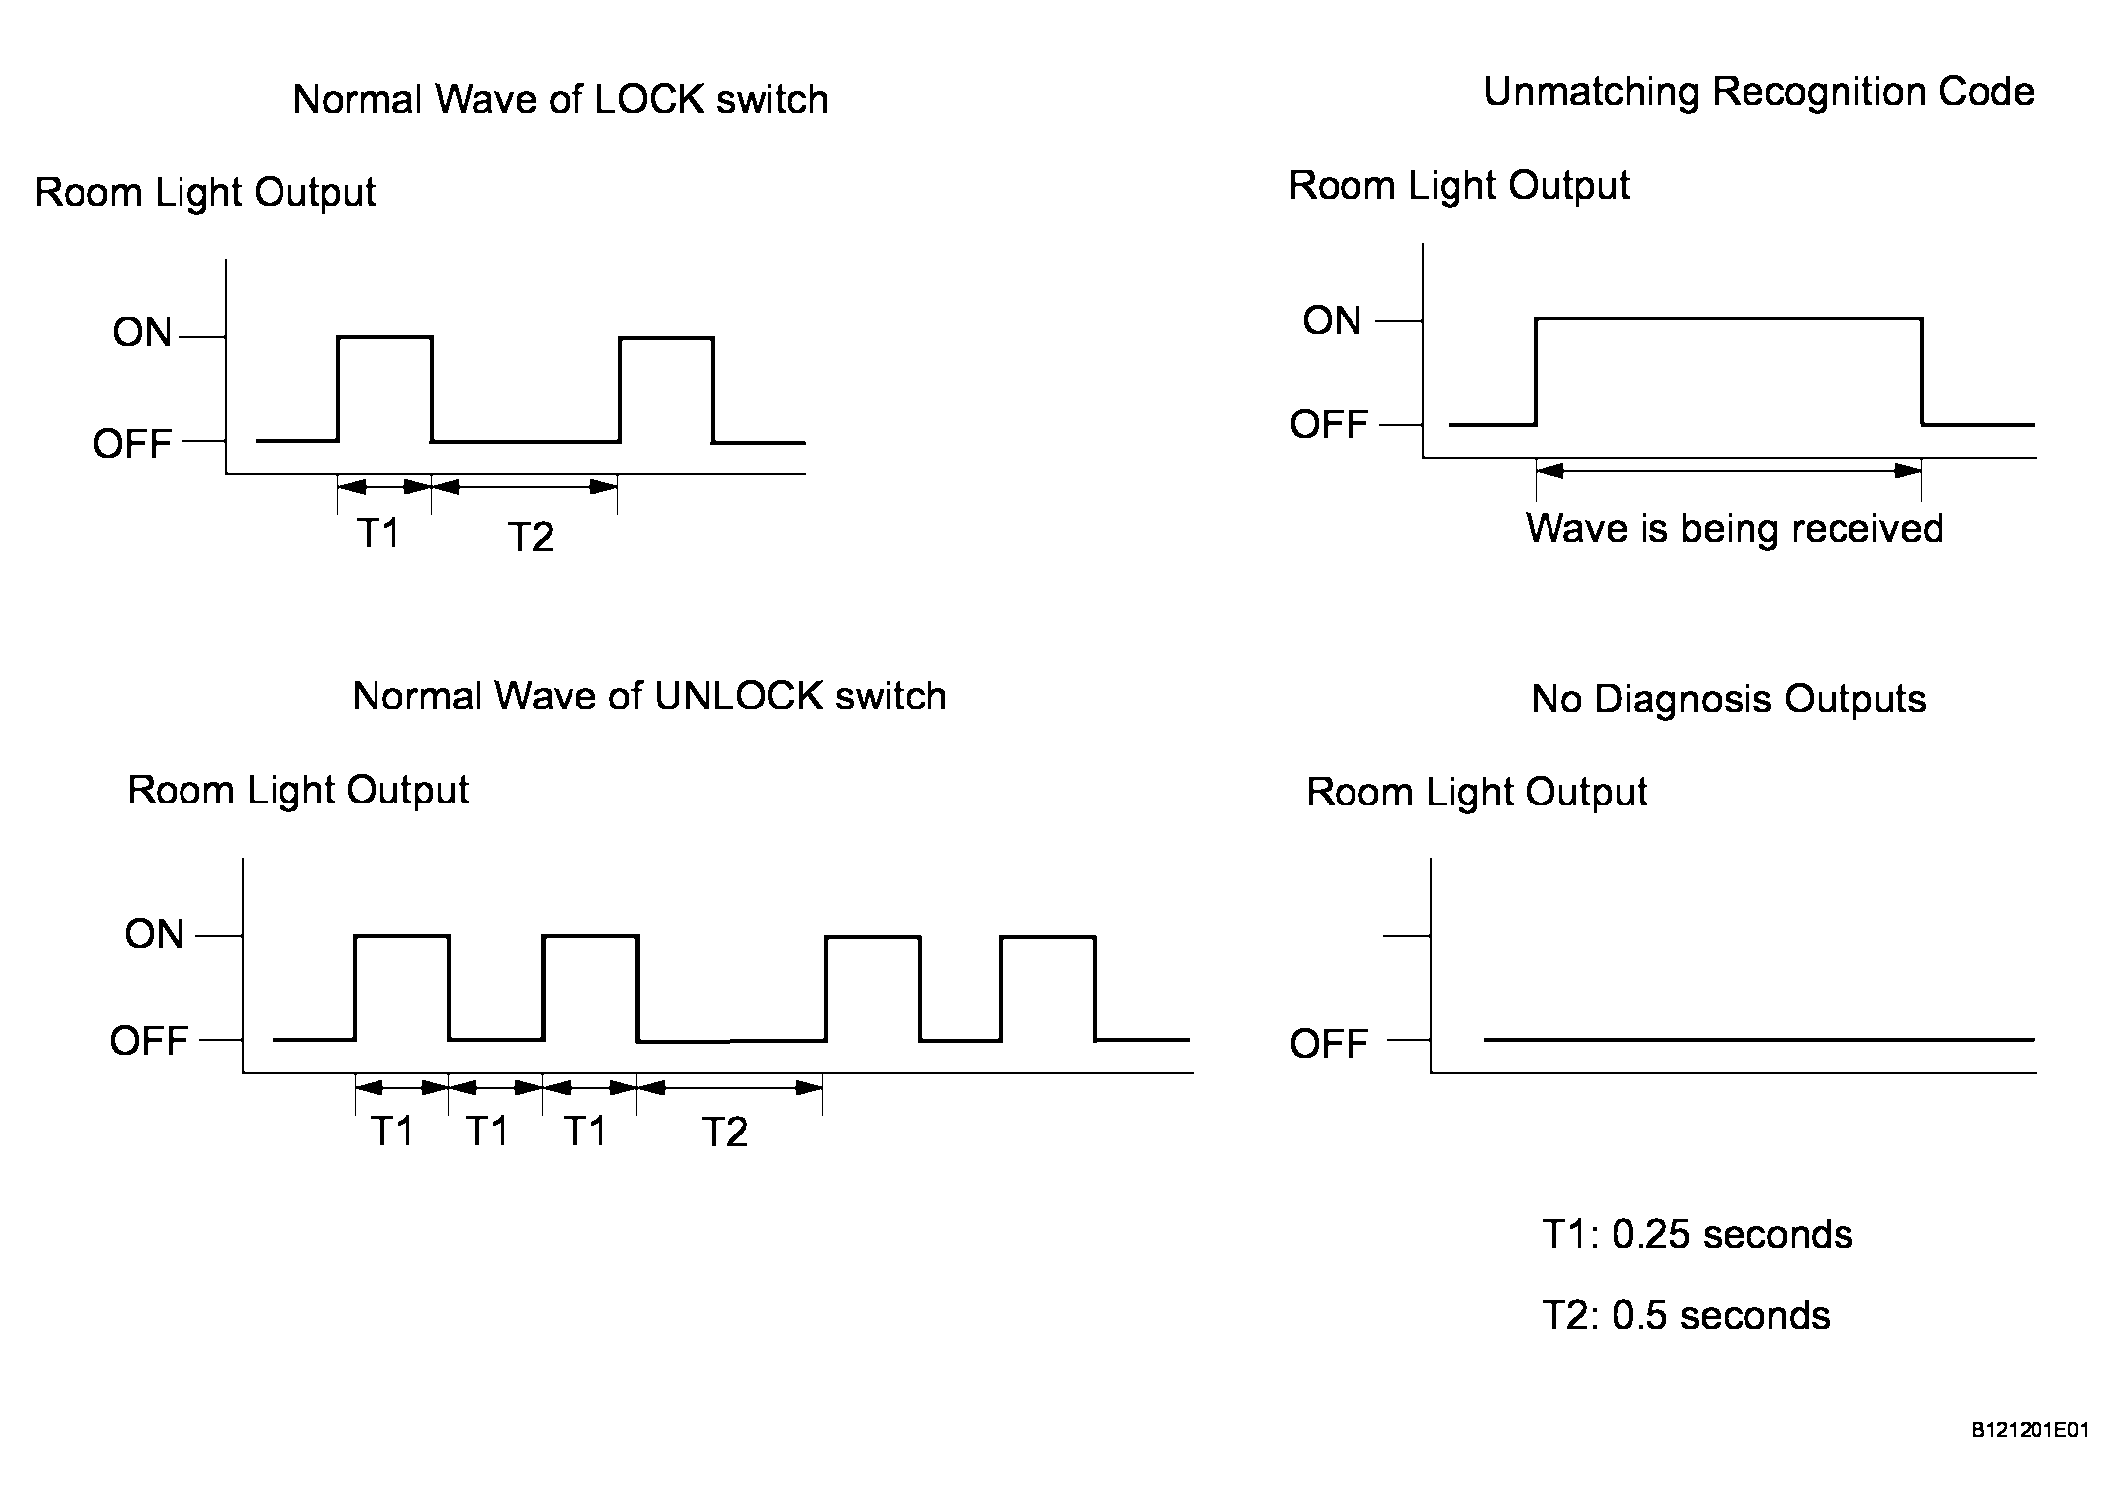 Normal Wave of LOCK switch
Room Light Output
ON
OFF
T1
T2
Unmatching Recognition Code
Room Light Output
ON
OFF
Wave is being received
Normal Wave of UNLOCK switch
Room Light Output
ON
OFF
T1
T1
T1
T2
No Diagnosis Outputs
Room Light Output
OFF
T1: 0.25 seconds
T2: 0.5 seconds
B121201E01